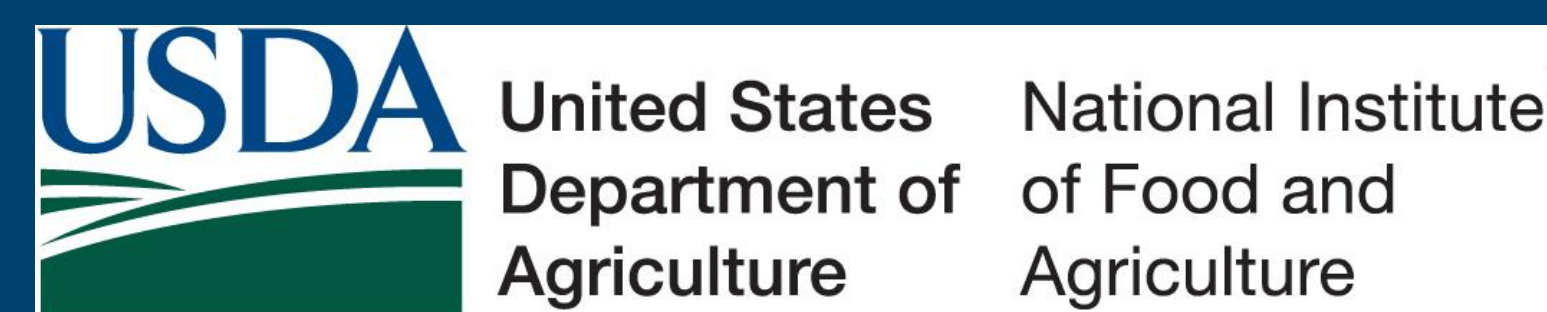 USDA
United States
Department of
Agriculture
National Institute
of Food and
Agriculture